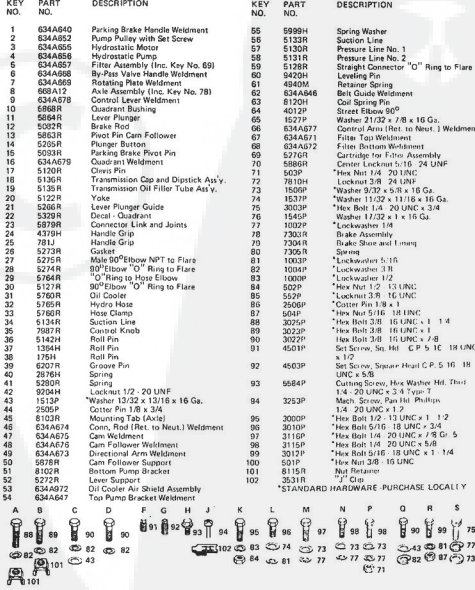 KEY NO. PART NO. DESCRIPTION
1 634A640 Parking Brake Handle Weldment
2 634A652 Pump Pulley with Set Screw
3 634A655 Hydrostatic Motor
4 634A656 Hydrostatic Pump
5 634A657 Filter Assembly (Inc. Key No. 69)
6 634A668 By-Pass Valve Handle Weldment
7 634A669 Rotating Plate Weldment
8 668A12 Axle Assembly (Inc. Key No. 78)
9 634A678 Control Lever Weldment
10 5868R Quadrant Bushing
11 5864R Lever Plunger
12 5082R Brake Rod
13 5863R Pivot Pin Cam Follower
14 5265R Plunger Button
15 5093R Parking Brake Pivot Pin
16 634A679 Quadrant Weldment
17 5120R Clevis Pin
18 5136R Transmission Cap and Dipstick Ass'y.
19 5135R Transmission Oil Filler Tube Ass'y.
20 5122R Yoke
21 5266R Lever Plunger Guide
22 5329R Decal - Quadrant
23 5879R Connector Link and Joints
24 4379H Handle Grip
25 781J Handle Grip
26 5273R Gasket
27 5275R Male 90° Elbow NPT to Flare
28 5274R 90° Elbow "O" Ring to Flare
29 5764R "O" Ring to Hose Elbow
30 5127R 90° Elbow "O" Ring to Flare
31 5760R Oil Cooler
32 5765R Hydro Hose
33 5766R Hose Clamp
34 5134R Suction Line
35 7987R Control Knob
36 5142H Roll Pin
37 1364H Roll Pin
38 175H Roll Pin
39 6207R Groove Pin
40 2876H Spring
41 5280R Spring
42 9204H Locknut 1/2 - 20 UNF
43 1513P *Washer 13/32 x 13/16 x 16 Ga.
44 2505P Cotter Pin 1/8 x 3/4
45 8103R Mounting Tab (Axle)
46 634A674 Conn, Rod (Ret. to Neut.) Weldment
47 634A675 Cam Weldment
48 634A676 Cam Follower Weldment
49 634A673 Directional Arm Weldment
50 5878R Cam Follower Support
51 8102R Bottom Pump Bracket
52 5272R Lever Support
53 634A972 Oil Cooler Air Shield Assembly
54 634A647 Top Pump Bracket Weldment
KEY NO. PART NO. DESCRIPTION
55 5999H Spring Washer
56 5133R Suction Line
57 5130R Pressure Line No. 1
58 5131R Pressure Line No. 2
59 5128R Straight Connector "O" Ring to Flare
60 9420H Leveling Pin
61 4940M Retainer Spring
62 634A646 Belt Guide Weldment
63 8120H Coil Spring Pin
64 4012P Street Elbow 90°
65 1527P Washer 21/32 x 7/8 x 16 Ga.
66 634A677 Control Arm (Ret. to Neut.) Weldmen
67 634A671 Filter Top Weldment
68 634A672 Filter Bottom Weldment
69 5276R Cartridge for Filter Assembly
70 5886R Center Locknut 5/16 - 24 UNF
71 503P *Hex Nut 1/4 - 20 UNC
72 7810H Locknut 3/8 - 24 UNF
73 1506P *Washer 9/32 x 5/8 x 16 Ga.
74 1537P *Washer 11/32 x 11/16 x 16 Ga.
75 3003P *Hex Bolt 1/4 - 20 UNC x 3/4
76 1545P *Washer 17/32 x 1 x 16 Ga.
77 1002P *Lockwasher 1/4
78 7303R Brake Assembly
79 7304R Brake Shoe and Lining
80 7305R Spring
81 1003P *Lockwasher 5/16
82 1004P *Lockwasher 3/8
83 1000P *Lockwasher 1/2
84 502P *Hex Nut 1/2 - 13 UNC
85 552P *Locknut 3/8 - 16 UNC
86 2506P *Cotter Pin 1/8 x 1
87 504P *Hex Nut 5/16 - 18 UNC
88 3025P *Hex Bolt 3/8 - 16 UNC x 1 - 1/4
89 3023P *Hex Bolt 3/8 - 16 UNC x 1
90 3022P *Hex Bolt 3/8 - 16 UNC x 7/8
91 4501P Set Screw, Sq. Hd. C.P. 5/16 - 18 UNC
x 1/2
92 4503P Set Screw, Square Head C.P. 5/16 - 18
UNC x 5/8
93 5584P Cutting Screw, Hex Washer Hd. Thrd
1/4 - 20 UNC x 3/4 Type T
94 3253P Mach. Screw, Pan Hd. Phillips
1/4 - 20 UNC x 1/2
95 3000P *Hex Bolt 1/2 - 13 UNC x 1 - 1/2
96 3010P *Hex Bolt 5/16 - 18 UNC x 3/4
97 3116P *Hex Bolt 1/4 - 20 UNC x 7/8 Gr. 5
98 3115P *Hex Bolt 1/4 - 20 UNC x 5/8
99 3012P *Hex Bolt 5/16 - 18 UNC x 1 - 1/4
100 501P *Hex Nut 3/8 - 16 UNC
101 8115R Nut Retainer
102 3531R "J" Clip
*STANDARD HARDWARE-PURCHASE LOCALLY
A B C D F G H J K L M N P Q R S
88 89 90 90 91 92 93 94 95 96 97 98 98 90 99 75
82 82 82 82 102 83 74 73 73 73 43 81 77
101 101 43 84 81 77 77 82 87 73
71